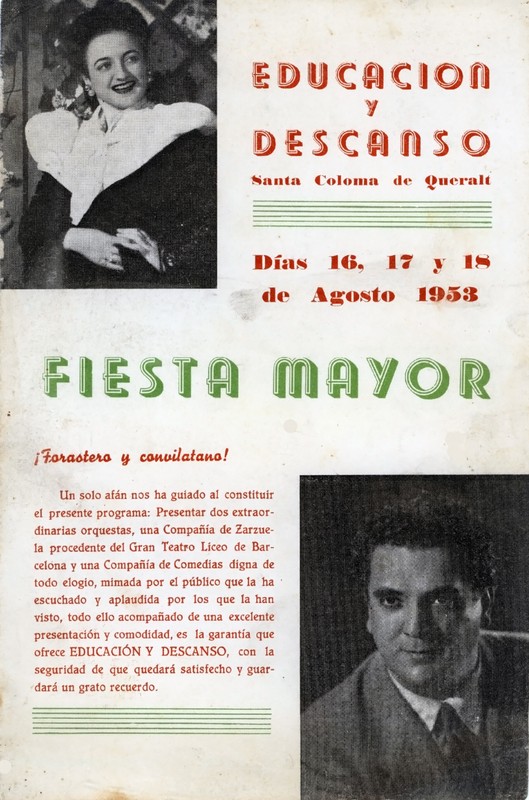 EDUCACION
y
DESCANSO
Santa Coloma de Queralt
Días 16, 17 y 18
de Agosto 1953
FIESTA MAYOR
¡Forastero y convilatano!
Un solo afán nos ha guiado al constituir
el presente programa: Presentar dos extraor-
dinarias orquestas, una Compañía de Zarzue-
la procedente del Gran Teatro Liceo de Bar-
celona y una Compañía de Comedias digna de
todo elogio, mimada por el público que la ha
escuchado y aplaudida por los que la han
visto, todo ello acompañado de una excelente
presentación y comodidad, es la garantía que
ofrece EDUCACIÓN Y DESCANSO, con la
seguridad de que quedará satisfecho y guar-
dará un grato recuerdo.